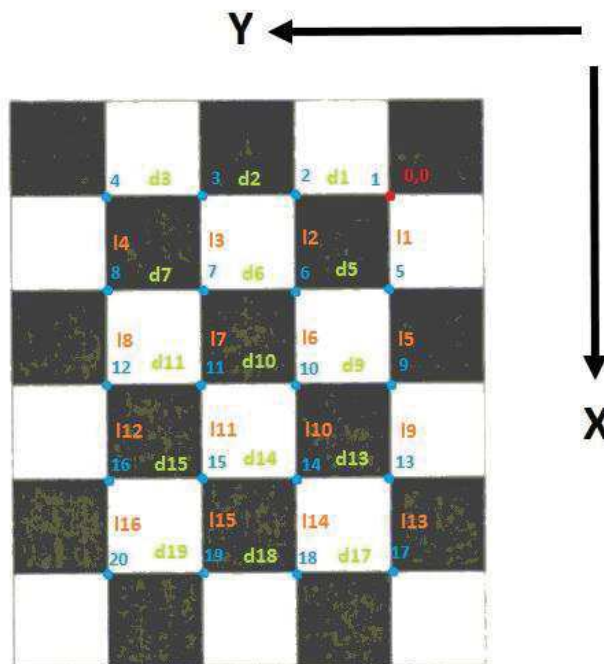 Y
4 d3 3 d2 2 d1 1 0,0
l4 l3 l2 l1
8 d7 7 d6 6 d5 5
l8 l7 l6 l5
12 d11 11 d10 10 d9 9
X
l12 l11 l10 l9
16 d15 15 d14 14 d13 13
l16 l15 l14 l13
20 d19 19 d18 18 d17 17